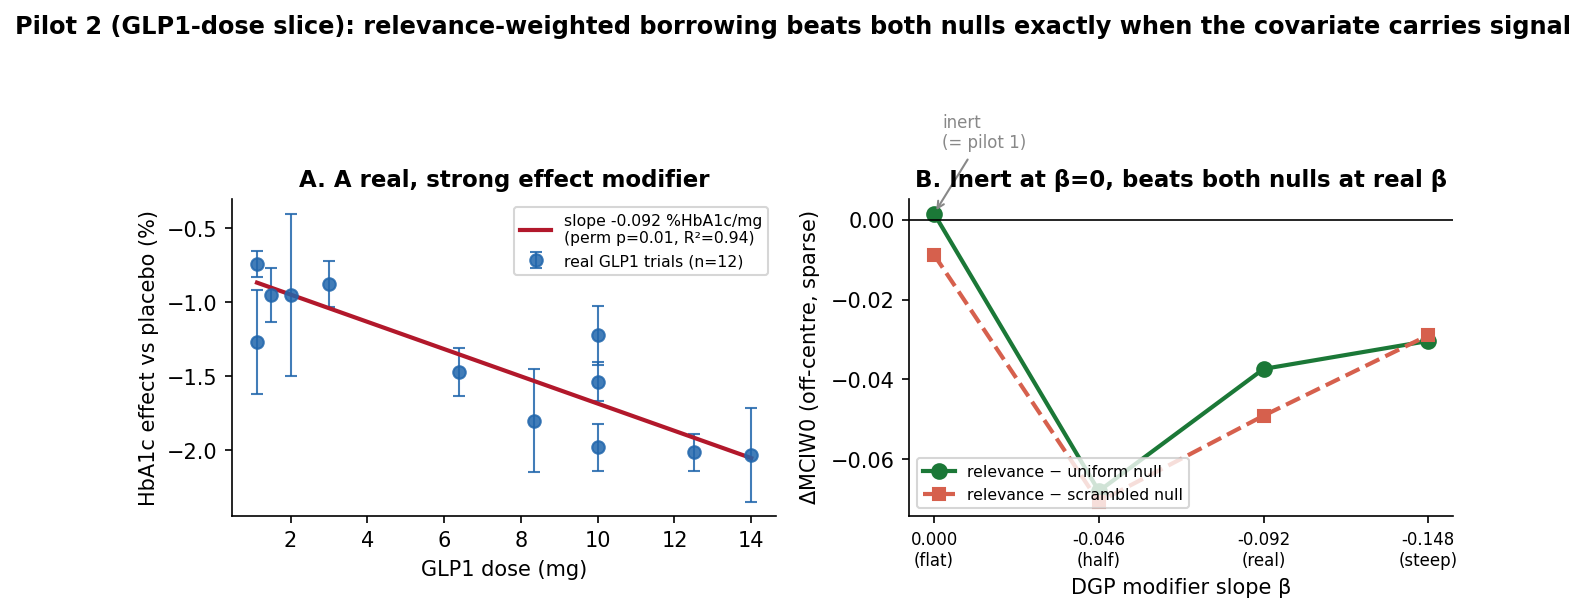 Pilot 2 (GLP1-dose slice): relevance-weighted borrowing beats both nulls exactly when the covariate carries signal
A. A real, strong effect modifier
HbA1c effect vs placebo (%)
−0.5
−1.0
−1.5
−2.0
slope -0.092 %HbA1c/mg
(perm p=0.01, R²=0.94)
real GLP1 trials (n=12)
2
4
6
8
10
12
14
GLP1 dose (mg)
inert
(= pilot 1)
B. Inert at β=0, beats both nulls at real β
ΔMCIW0 (off-centre, sparse)
0.00
−0.02
−0.04
−0.06
relevance − uniform null
relevance − scrambled null
0.000
(flat)
-0.046
(half)
-0.092
(real)
-0.148
(steep)
DGP modifier slope β